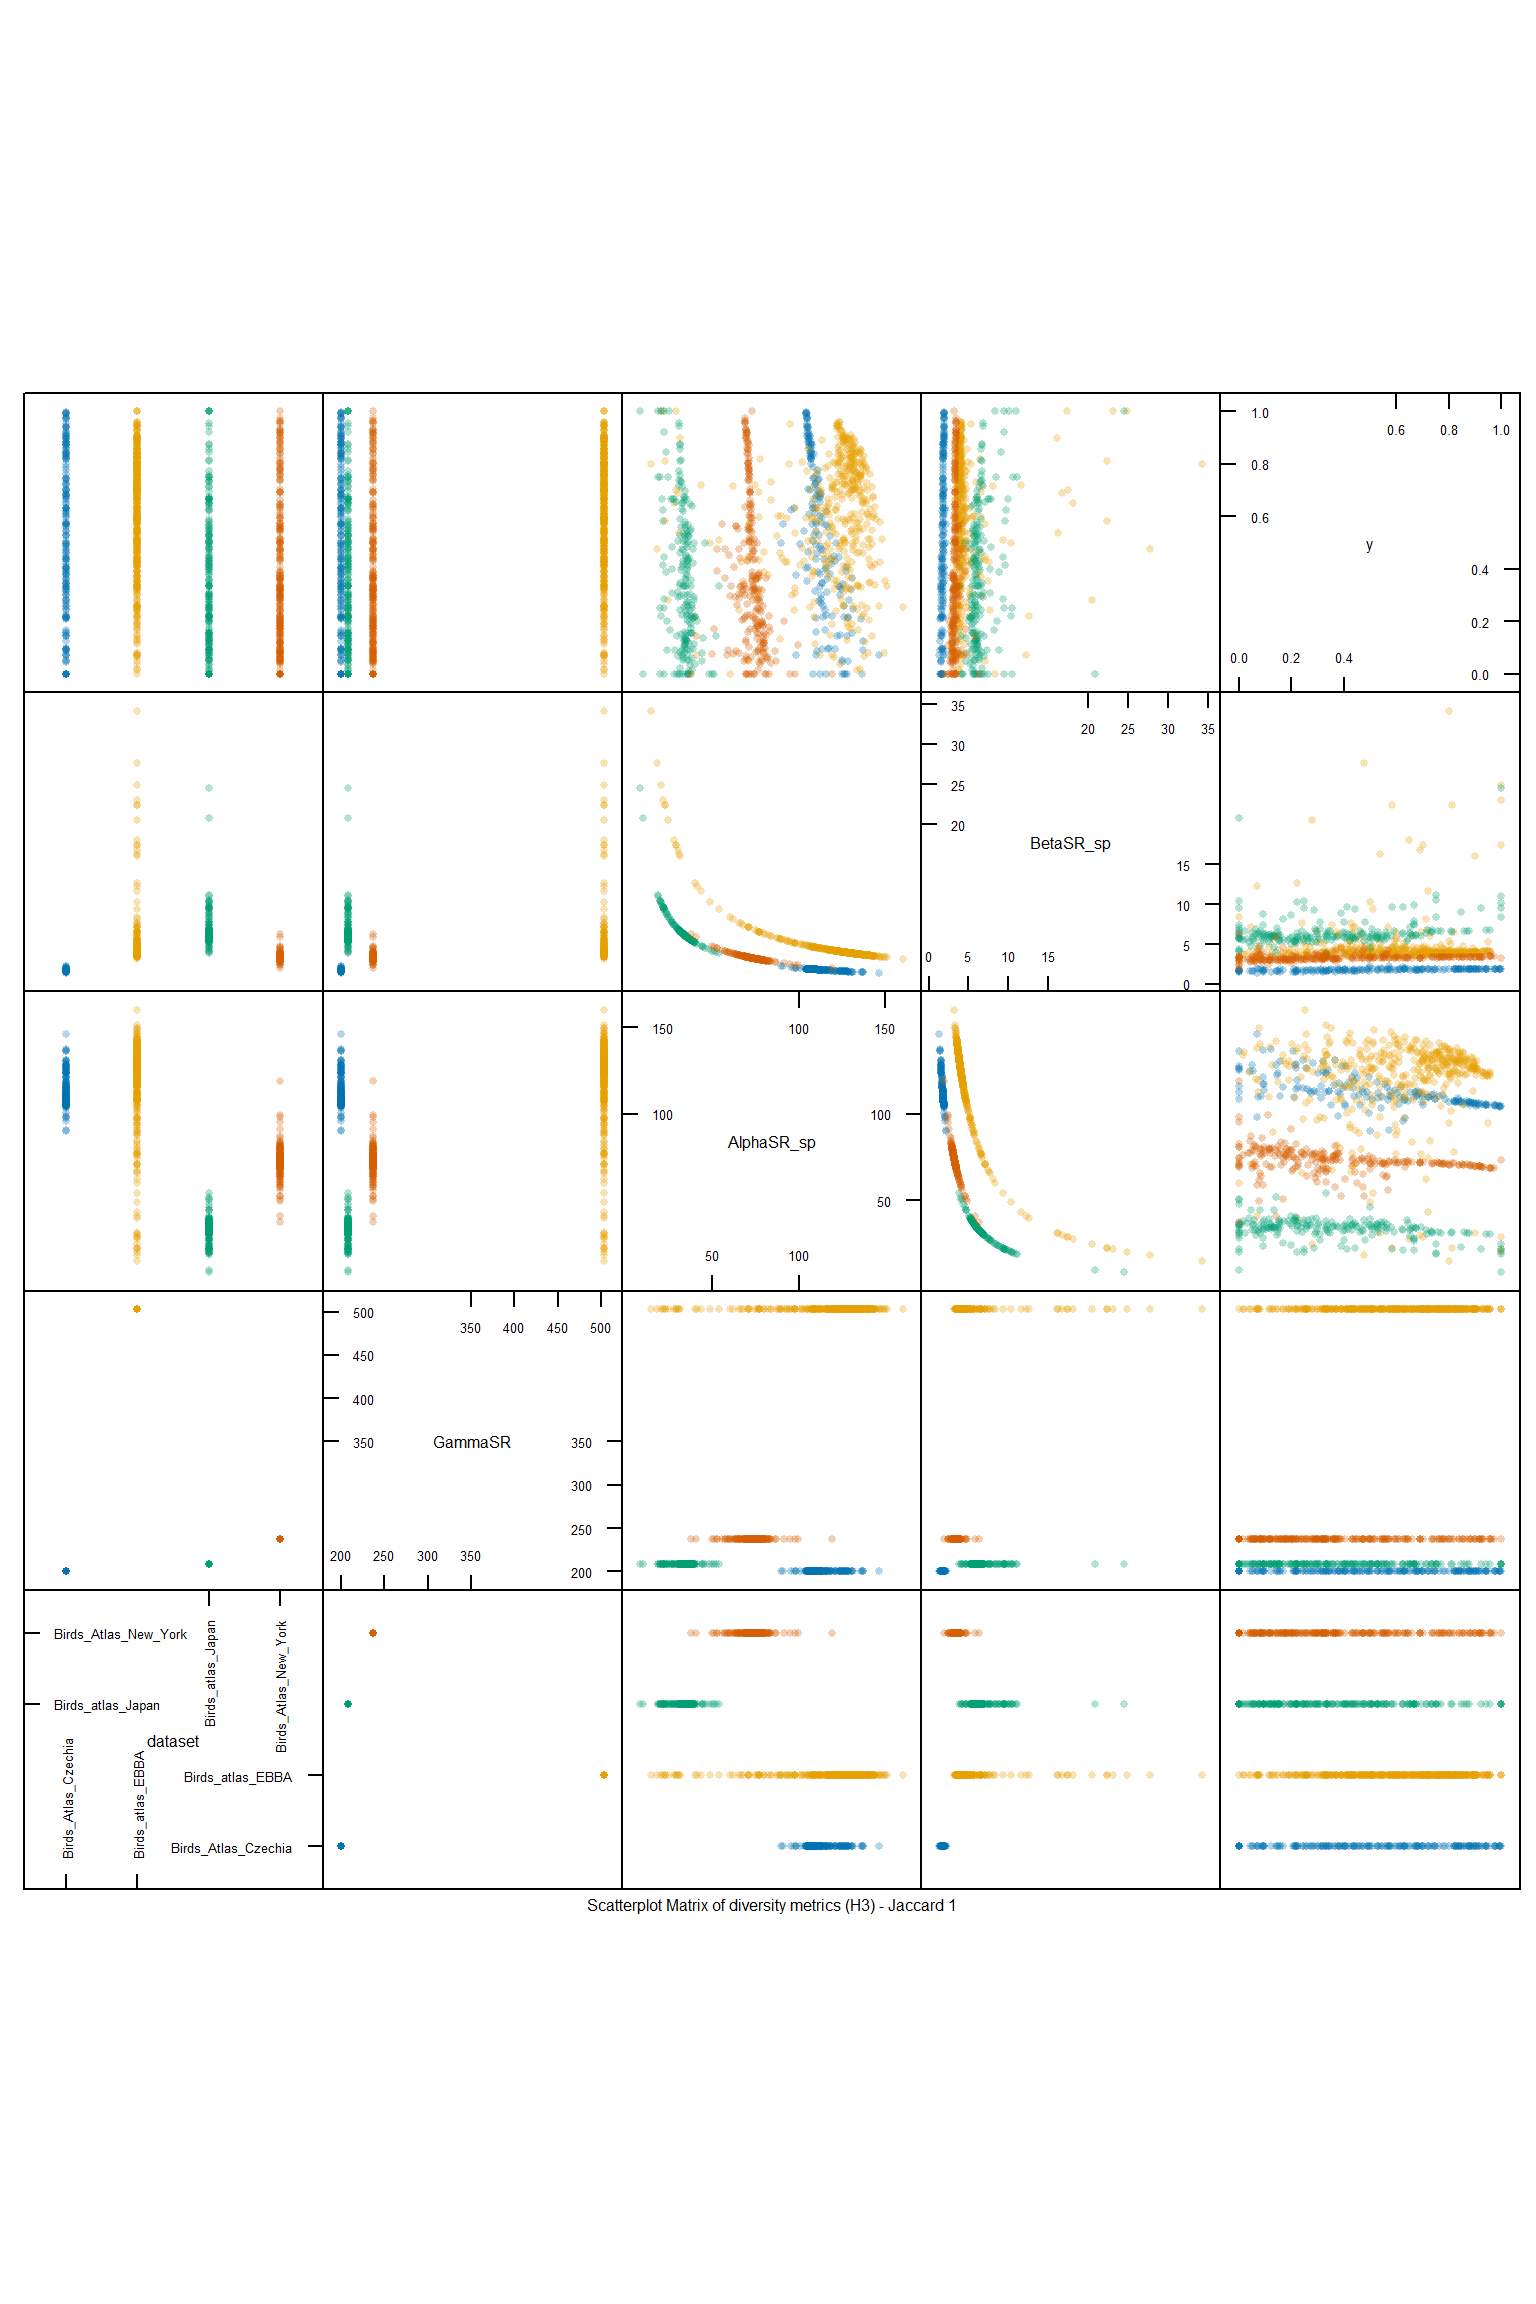 1.0
0.6 0.8 1.0
0.8
0.6
y
0.4
0.2
0.0 0.2 0.4
0.0
35
20 25 30 35
30
25
20
BetaSR_sp
15
10
0 5 10 15
5
0
150 100 150
100 100
AlphaSR_sp
50
50 100
500
350 400 450 500
450
400
350 GammaSR 350
300
250
200 250 300 350
200
Birds_Atlas_New_York
Birds_atlas_Japan
Birds_Atlas_New_York
Birds_atlas_Japan
dataset
Birds_Atlas_Czechia
Birds_atlas_EBBA
Birds_atlas_EBBA
Birds_Atlas_Czechia
Scatterplot Matrix of diversity metrics (H3) - Jaccard 1